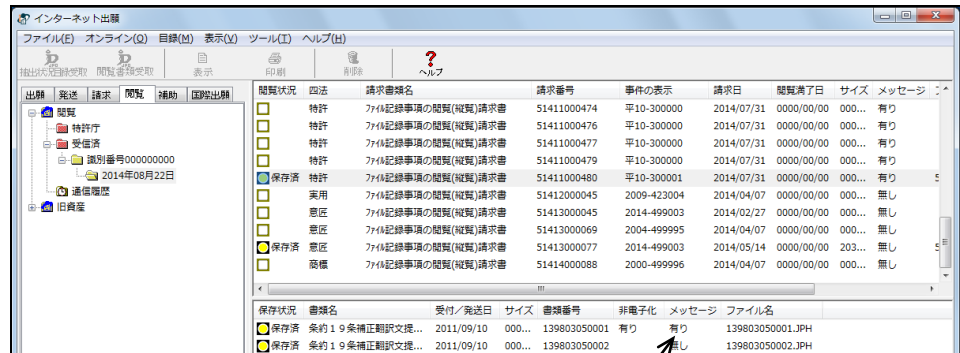 インターネット出願
ファイル(F) オンライン(Q) 目録(M) 表示(V) ツール(T) ヘルプ(H)
閲覧書類受取 表示 印刷 削除 ヘルプ
出願 発送 請求 閲覧 補助 国際出願
閲覧
特許庁
受信済
識別番号000000000
2014年08月22日
通信履歴
旧資産
閲覧状況 四法 請求書類名 請求番号 事件の表示 請求日 閲覧満了日 サイズ メッセージ
特許 ファイル記録事項の閲覧(縦覧)請求書 51411000474 平10-300000 2014/07/31 0000/00/00 000... 有り
特許 ファイル記録事項の閲覧(縦覧)請求書 51411000476 平10-300000 2014/07/31 0000/00/00 000... 有り
特許 ファイル記録事項の閲覧(縦覧)請求書 51411000477 平10-300000 2014/07/31 0000/00/00 000... 有り
特許 ファイル記録事項の閲覧(縦覧)請求書 51411000479 平10-300000 2014/07/31 0000/00/00 000... 有り
保存済 特許 ファイル記録事項の閲覧(縦覧)請求書 51411000480 平10-300001 2014/07/31 0000/00/00 000... 有り
実用 ファイル記録事項の閲覧(縦覧)請求書 51412000045 2009-423004 2014/04/07 0000/00/00 000... 無し
意匠 ファイル記録事項の閲覧(縦覧)請求書 51413000045 2014-499003 2014/02/27 0000/00/00 000... 無し
意匠 ファイル記録事項の閲覧(縦覧)請求書 51413000069 2004-499995 2014/04/07 0000/00/00 000... 無し
保存済 意匠 ファイル記録事項の閲覧(縦覧)請求書 51413000077 2014-499003 2014/05/14 0000/00/00 203... 無し
商標 ファイル記録事項の閲覧(縦覧)請求書 51414000088 2000-499996 2014/04/07 0000/00/00 000... 無し
保存状況 書類名 受付/発送日 サイズ 書類番号 非電子化 メッセージ ファイル名
保存済 条約19条補正翻訳文提... 2011/09/10 000... 139803050001 有り 有り 139803050001.JPH
保存済 条約19条補正翻訳文提... 2011/09/10 000... 139803050002 無し 139803050002.JPH